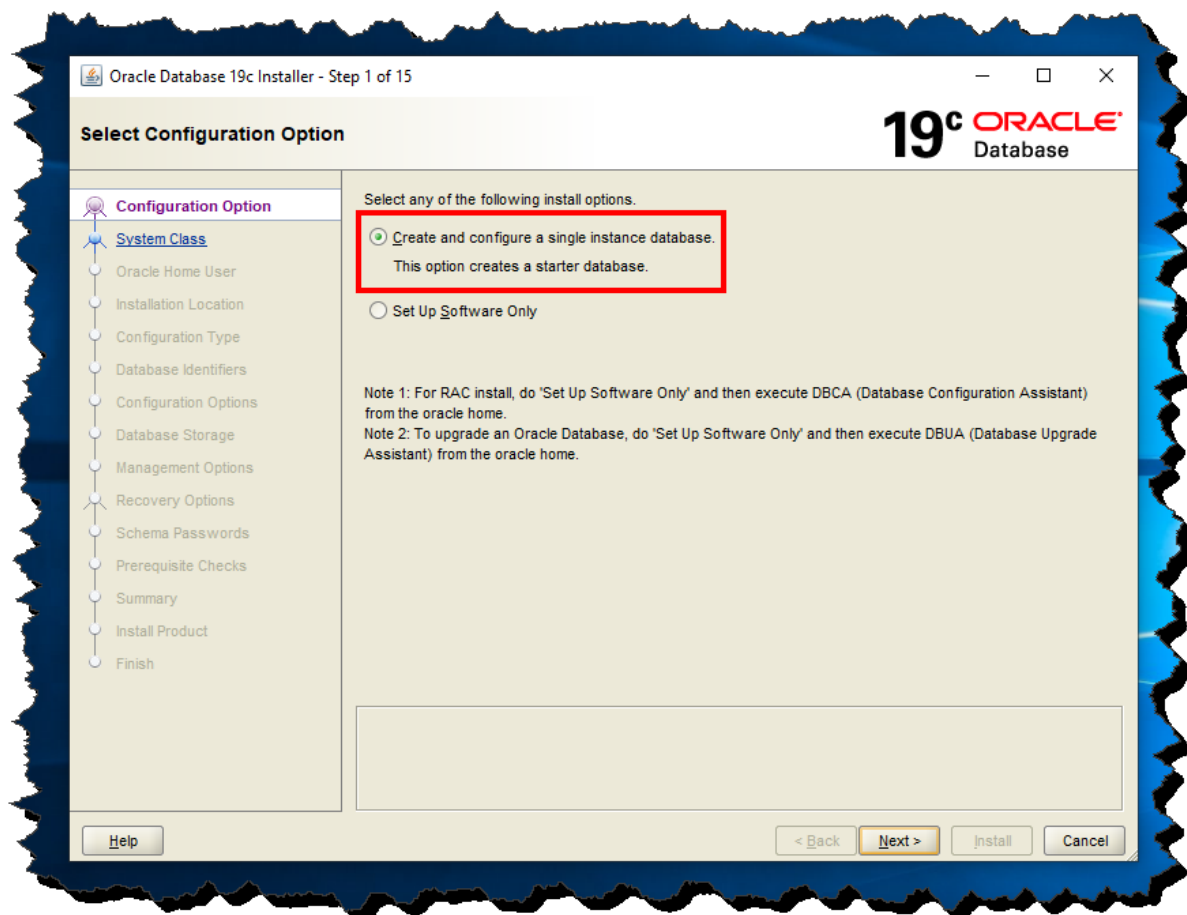 Oracle Database 19c Installer - Step 1 of 15
Select Configuration Option
19c ORACLE
Database
Configuration Option
System Class
Oracle Home User
Installation Location
Configuration Type
Database Identifiers
Configuration Options
Database Storage
Management Options
Recovery Options
Schema Passwords
Prerequisite Checks
Summary
Install Product
Finish
Select any of the following install options.
Create and configure a single instance database.
This option creates a starter database.
Set Up Software Only
Note 1: For RAC install, do 'Set Up Software Only' and then execute DBCA (Database Configuration Assistant)
from the oracle home.
Note 2: To upgrade an Oracle Database, do 'Set Up Software Only' and then execute DBUA (Database Upgrade
Assistant) from the oracle home.
Help
< Back
Next >
Install
Cancel